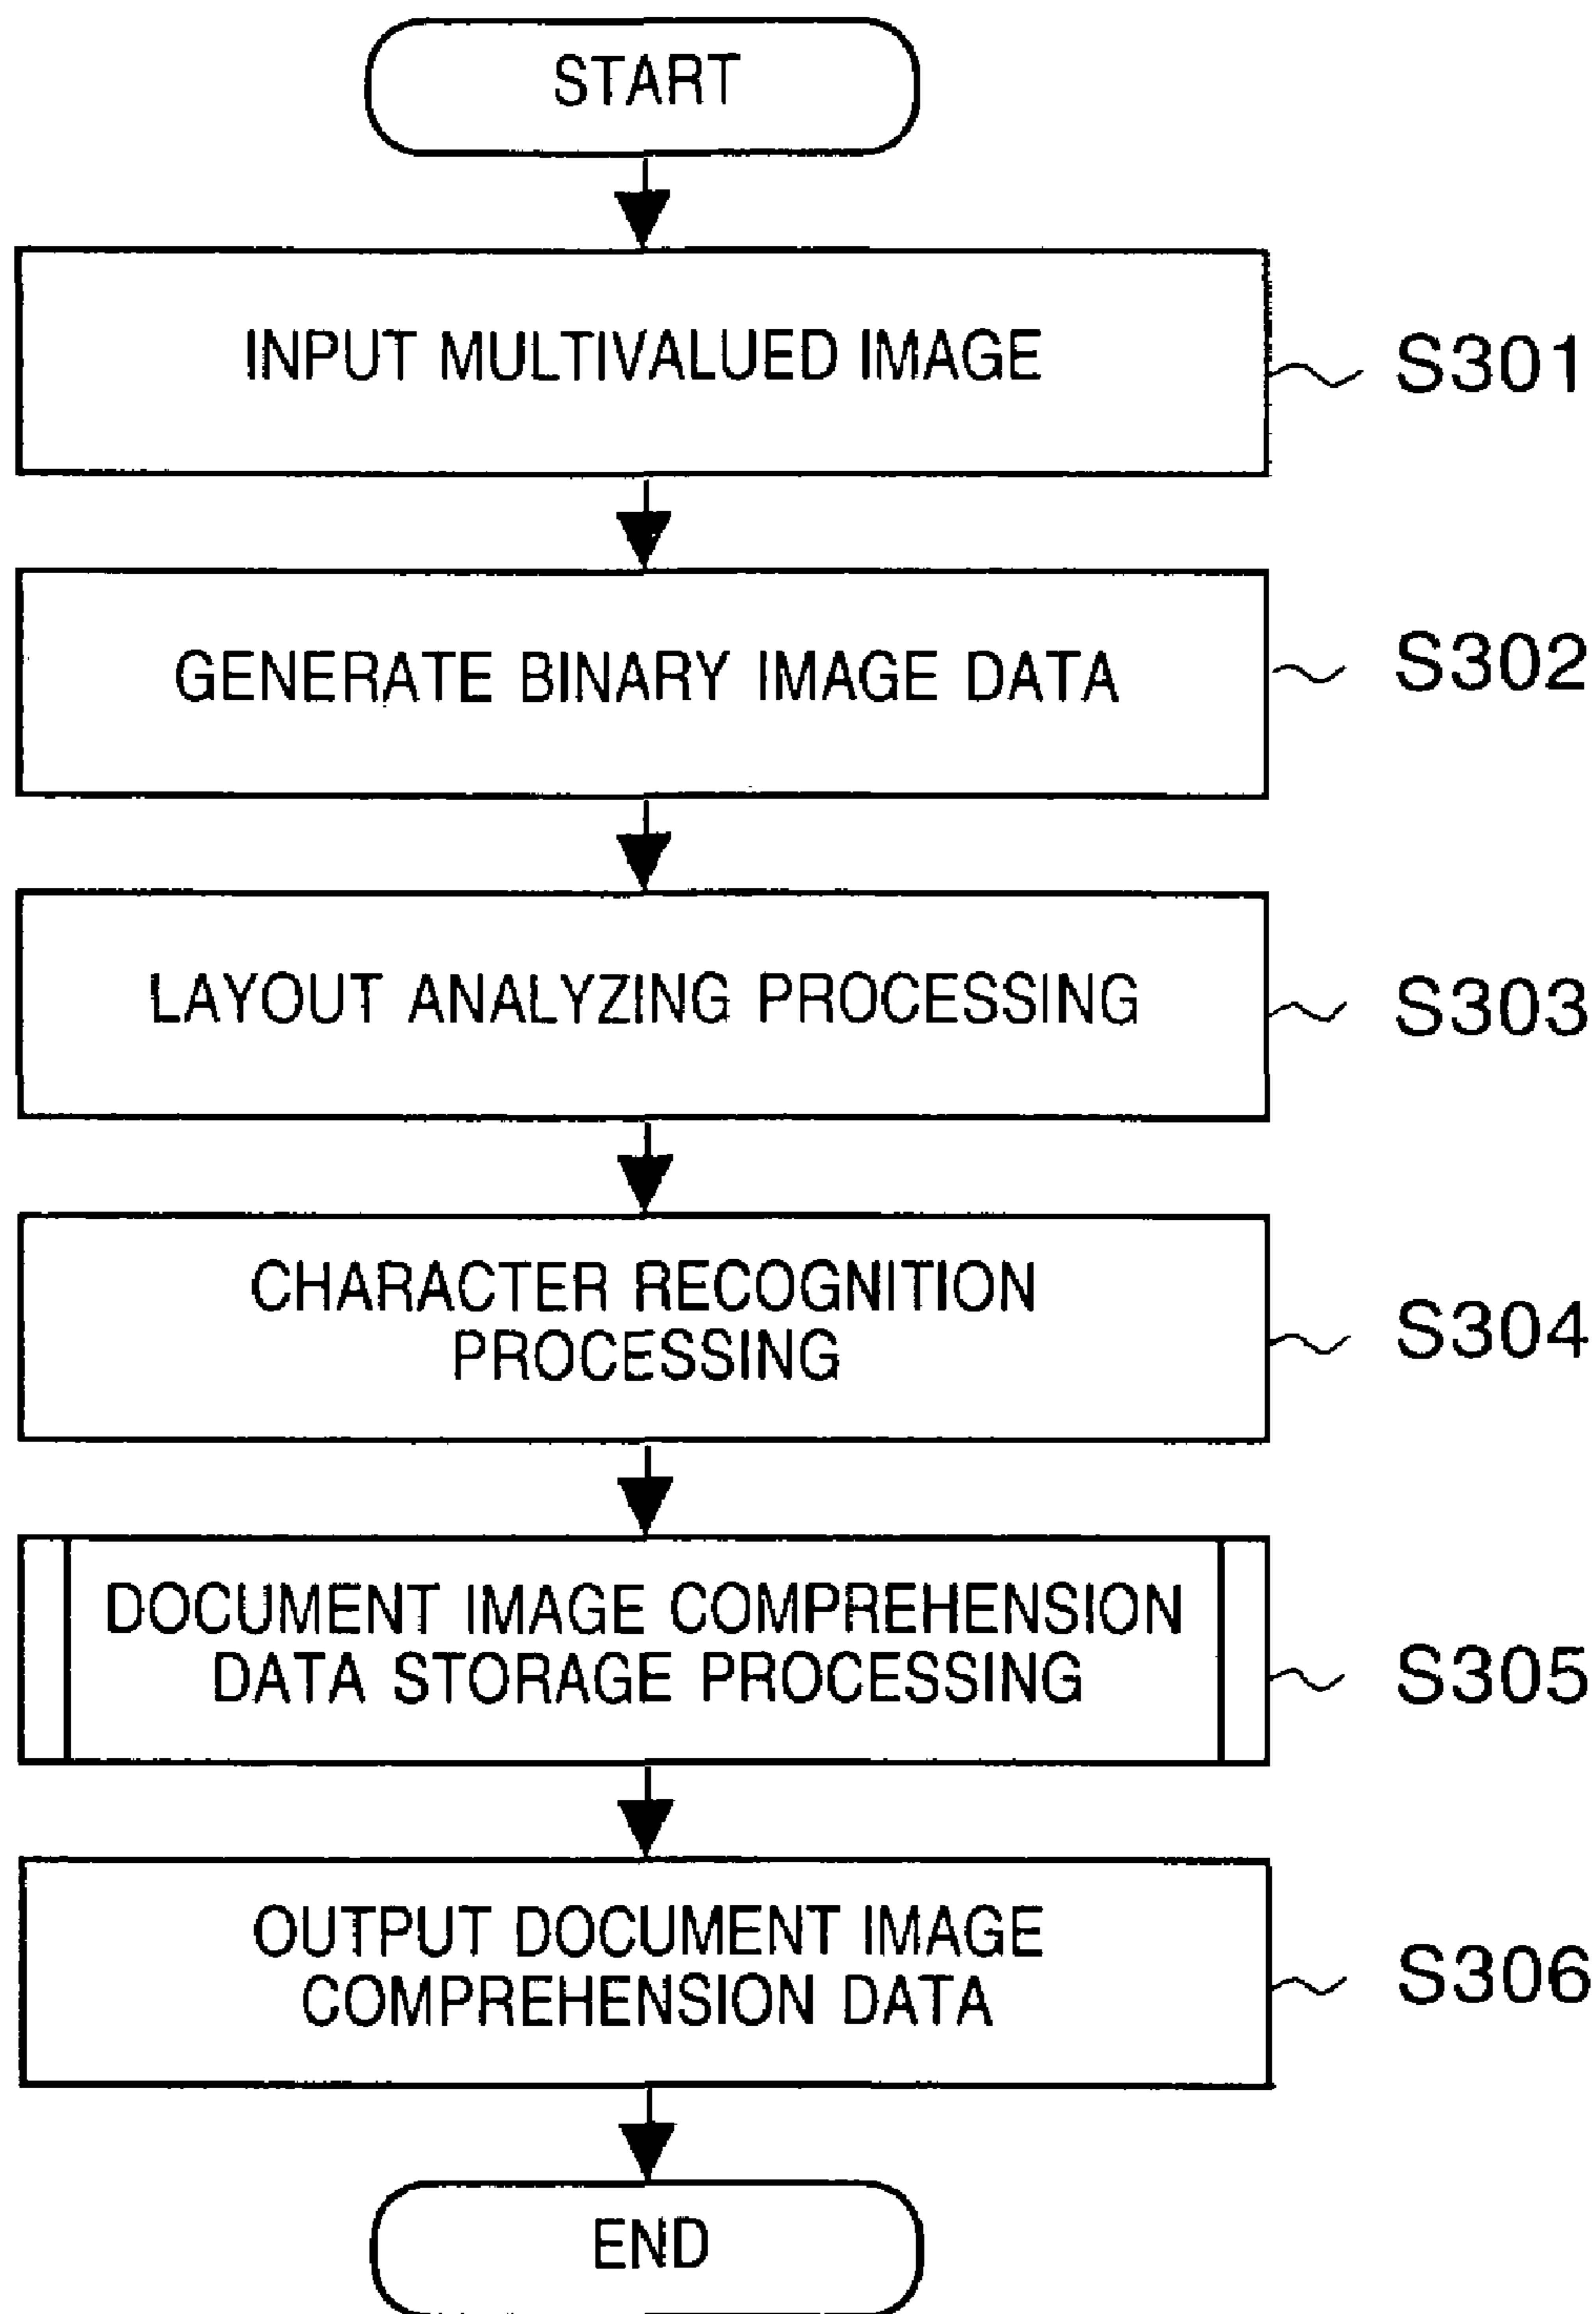 START
INPUT MULTIVALUED IMAGE
S301
GENERATE BINARY IMAGE DATA
S302
LAYOUT ANALYZING PROCESSING
S303
CHARACTER RECOGNITION
PROCESSING
S304
DOCUMENT IMAGE COMPREHENSION
DATA STORAGE PROCESSING
S305
OUTPUT DOCUMENT IMAGE
COMPREHENSION DATA
S306
END